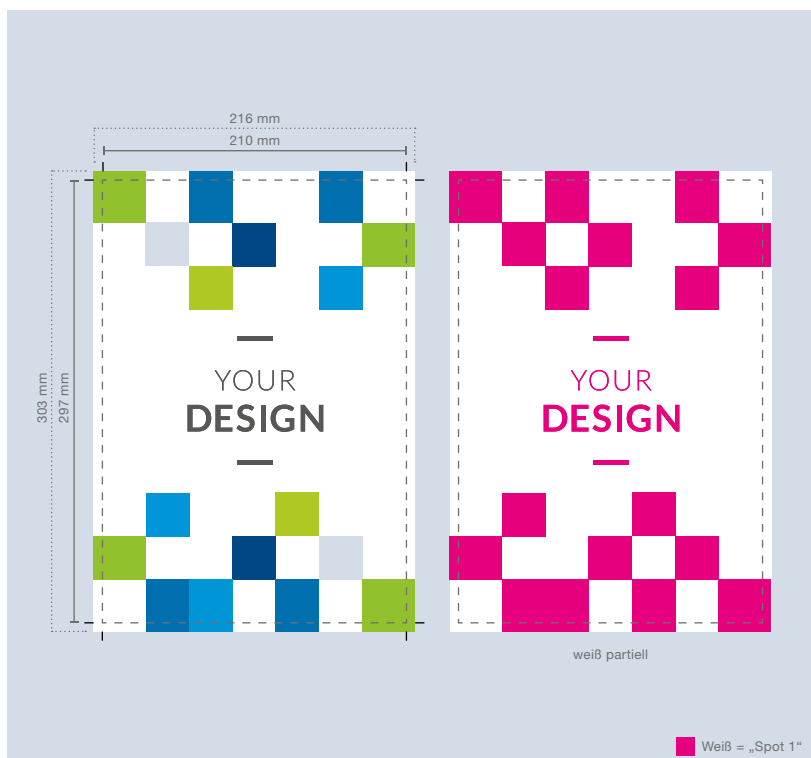 216 mm
210 mm
303 mm
297 mm
YOUR
DESIGN
YOUR
DESIGN
weiß partiell
Weiß = „Spot 1“